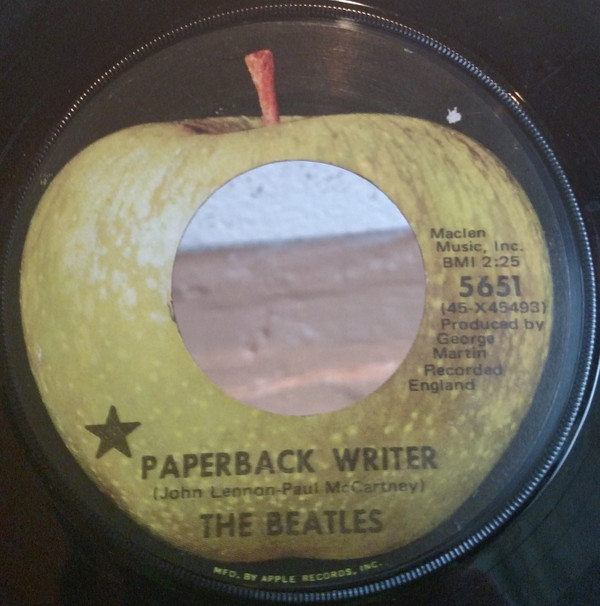 Maclen
Music, Inc.
BMI 2:25
5651
(45-X45493)
Produced by
George
Martin
Recorded
England
PAPERBACK WRITER
(John Lennon-Paul McCartney)
THE BEATLES
MFD. BY APPLE RECORDS, INC.